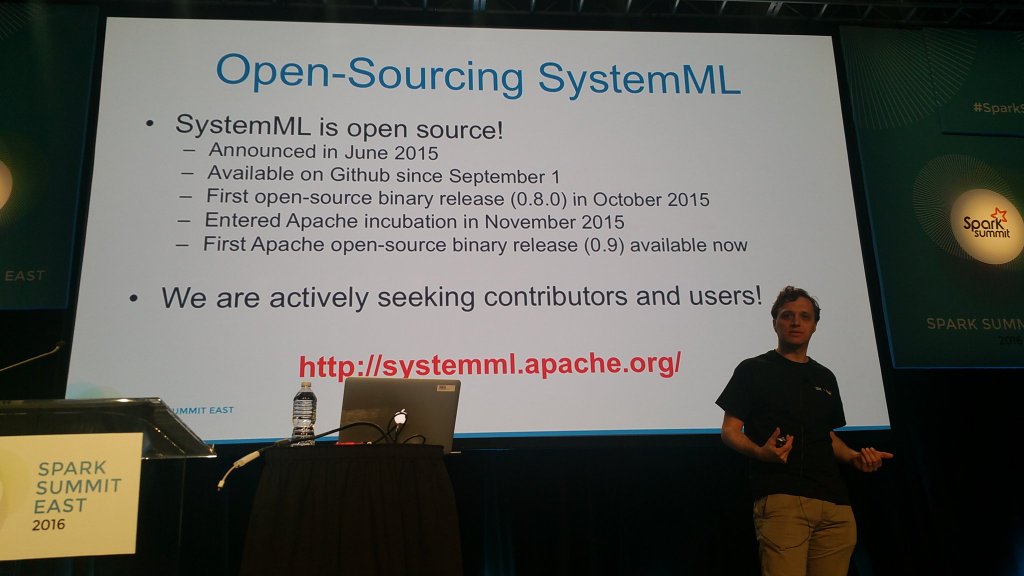 Open-Sourcing SystemML
• SystemML is open source!
– Announced in June 2015
– Available on Github since September 1
– First open-source binary release (0.8.0) in October 2015
– Entered Apache incubation in November 2015
– First Apache open-source binary release (0.9) available now
• We are actively seeking contributors and users!
http://systemml.apache.org/
UMMIT EAST
SPARK
SUMMIT
EAST
2016
EAST
#SparkS
Spark
summit
SPARK SUMM
2016